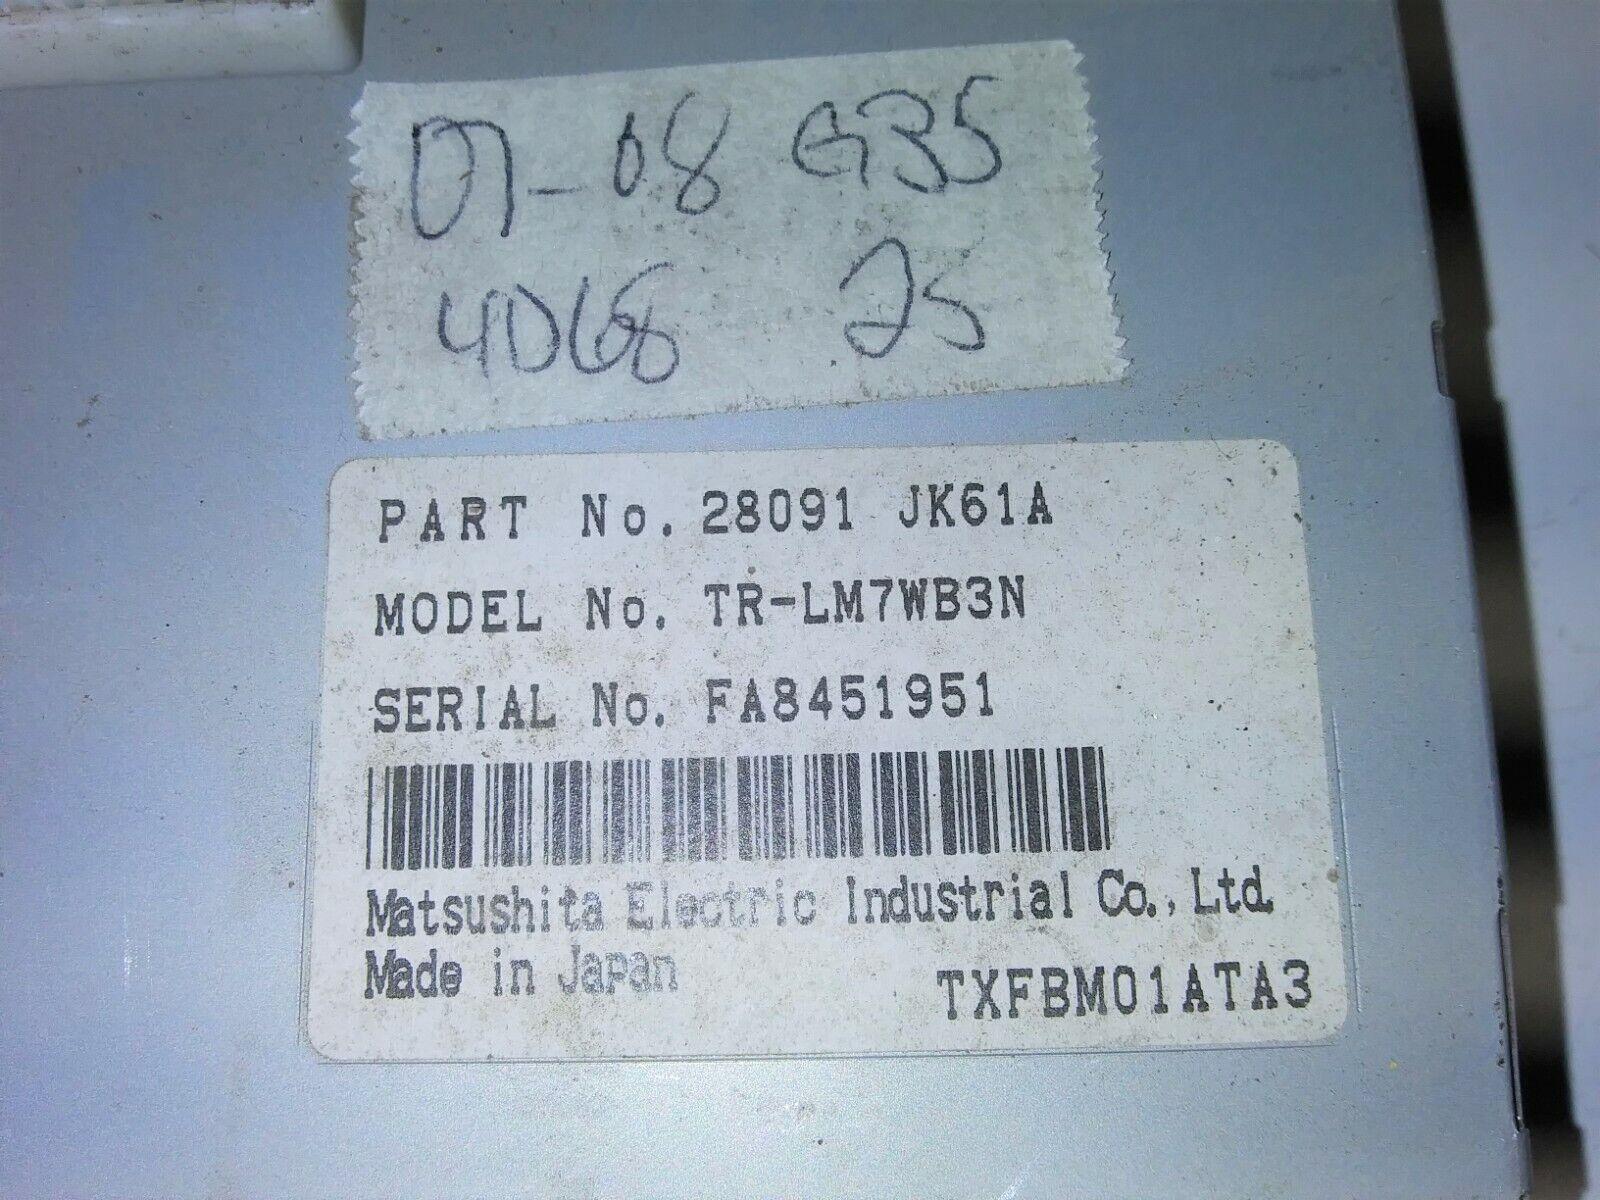 07-08 G35
4D68 25
PART No. 28091 JK61A
MODEL No. TR-LM7WB3N
SERIAL No. FA8451951
Matsushita Electric Industrial Co., Ltd.
Made in Japan TXFBM01ATA3